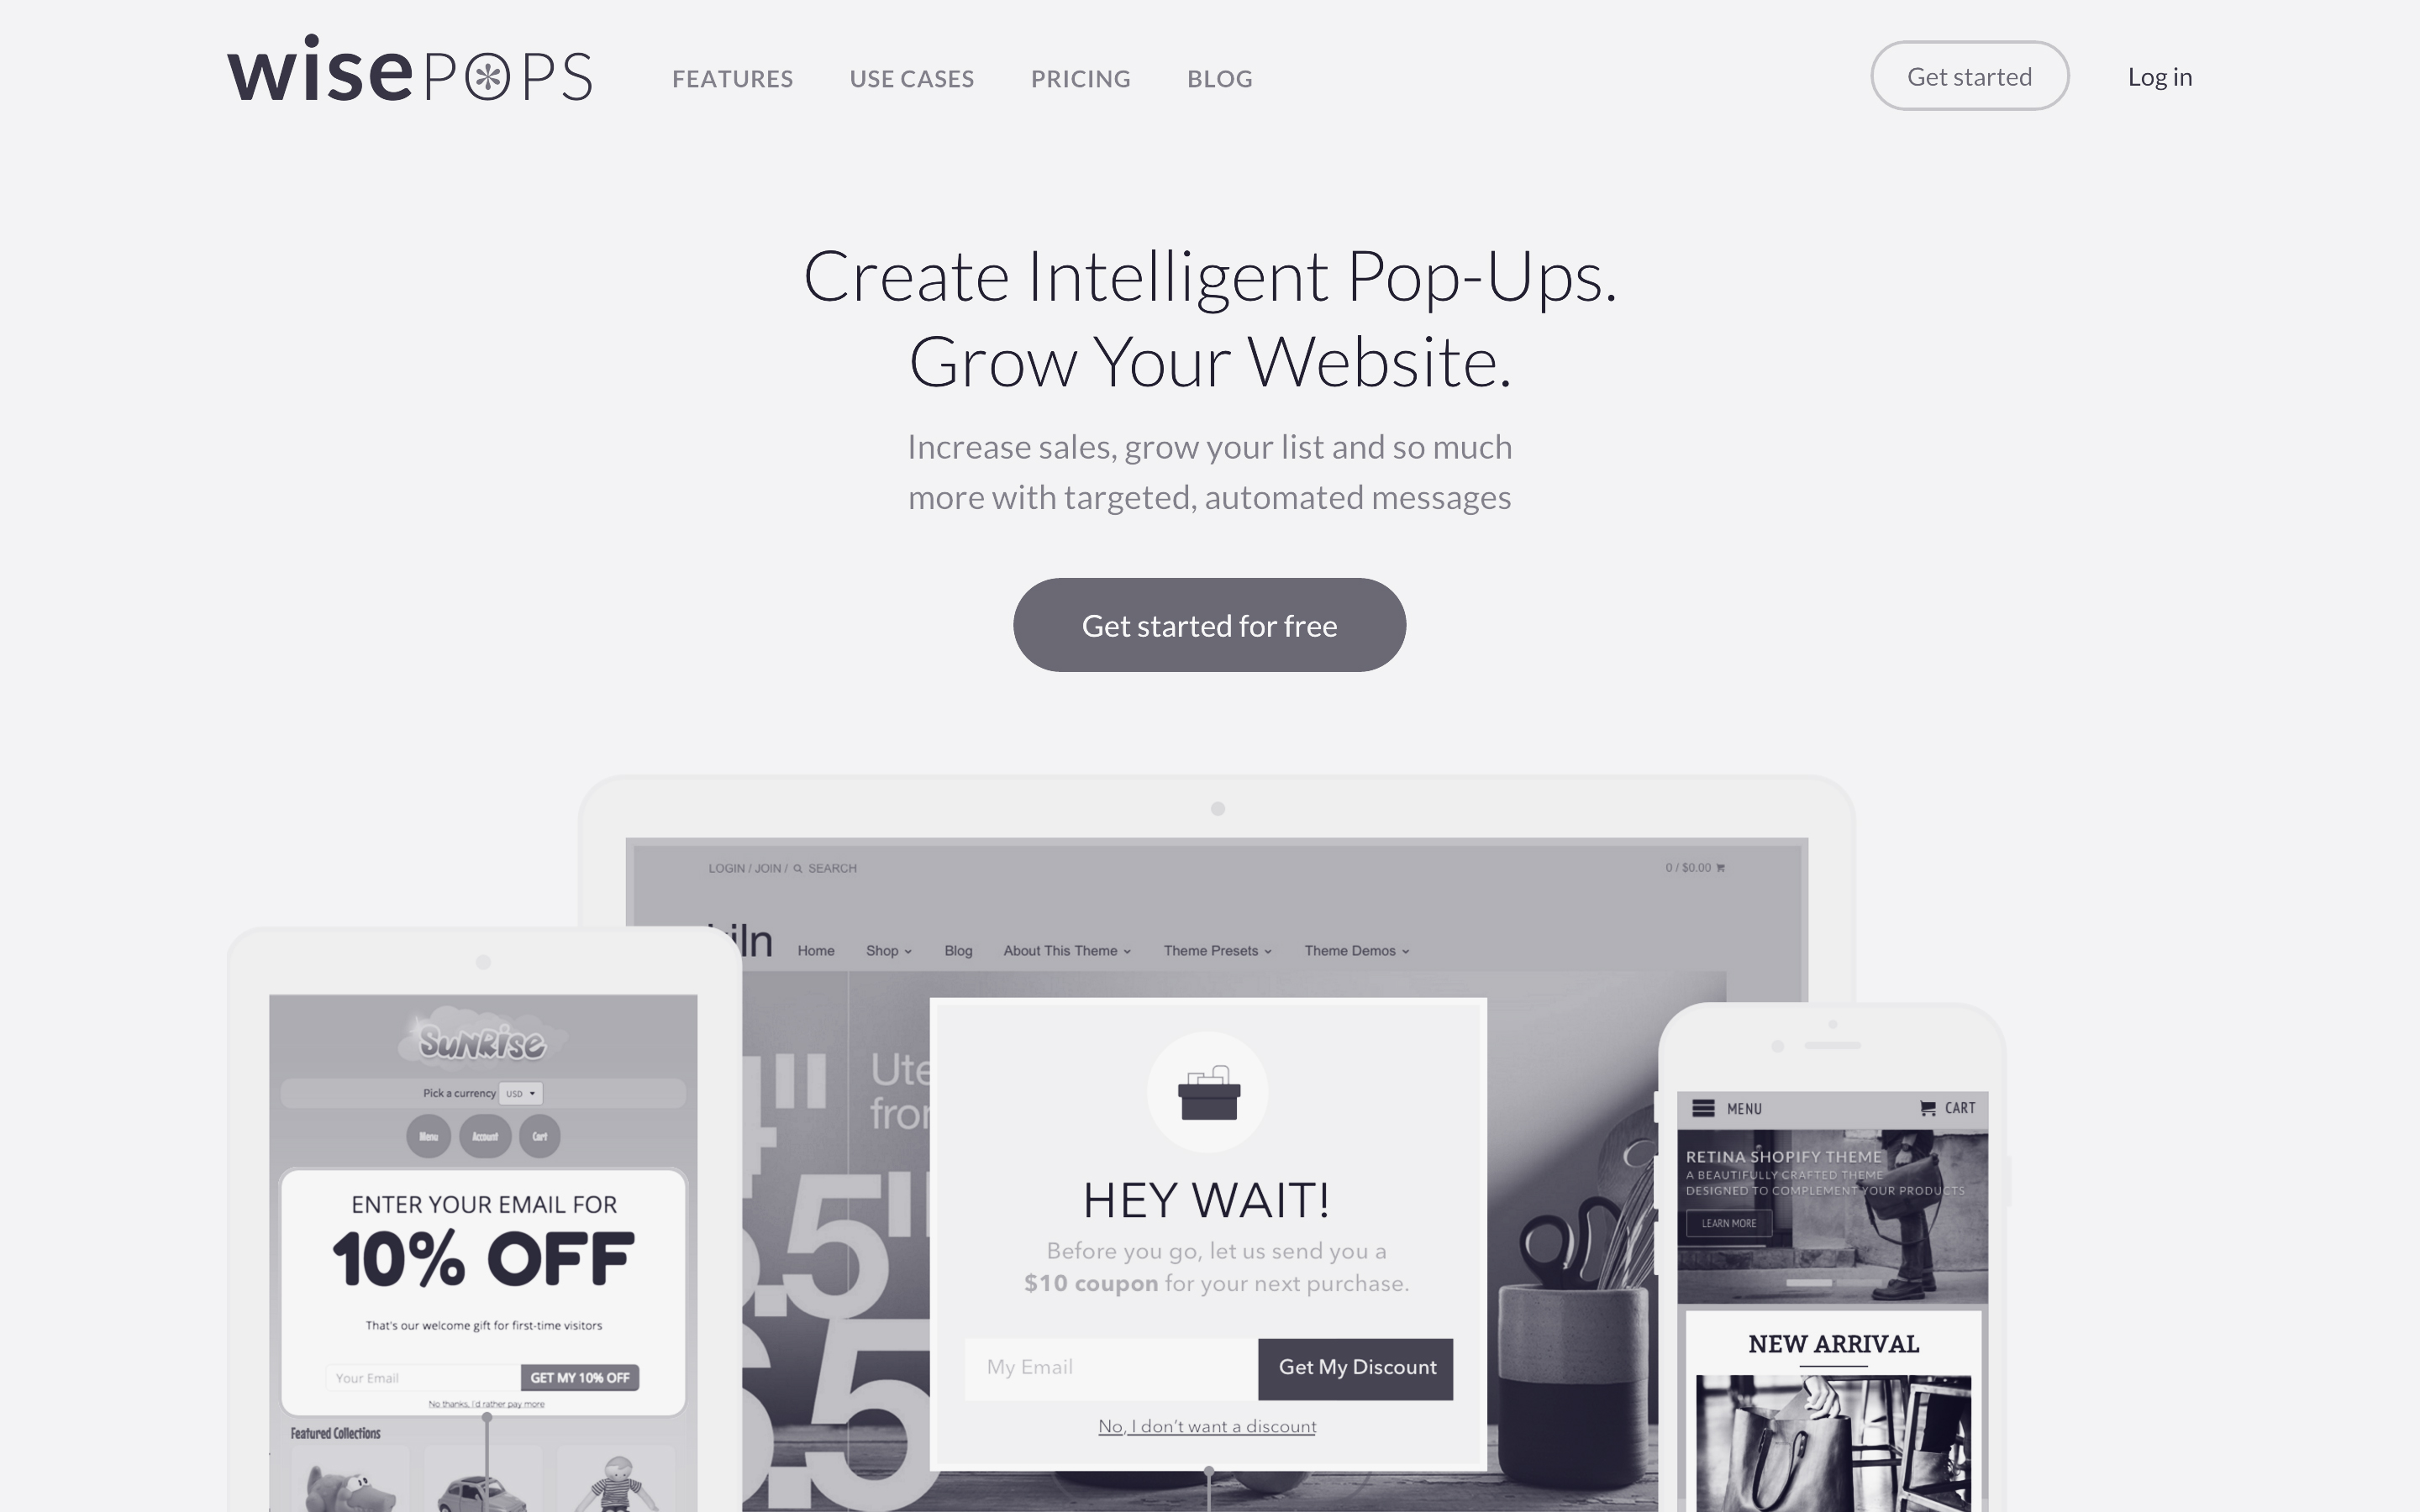 wisePOPS
FEATURES
USE CASES
PRICING
BLOG
Get started
Log in
Create Intelligent Pop-Ups.
Grow Your Website.
Increase sales, grow your list and so much
more with targeted, automated messages
Get started for free
LOGIN / JOIN / SEARCH
0 / $0.00
Home
Shop
Blog
About This Theme
Theme Presets
Theme Demos
SUNRISE
Pick a currency USD
Menu
Account
Cart
ENTER YOUR EMAIL FOR
10% OFF
That's our welcome gift for first-time visitors
Your Email
GET MY 10% OFF
No thanks, I'd rather pay more
Featured Collections
HEY WAIT!
Before you go, let us send you a
$10 coupon for your next purchase.
My Email
Get My Discount
No, I don't want a discount
MENU
CART
RETINA SHOPIFY THEME
A BEAUTIFULLY CRAFTED THEME
DESIGNED TO COMPLEMENT YOUR PRODUCTS
LEARN MORE
NEW ARRIVAL